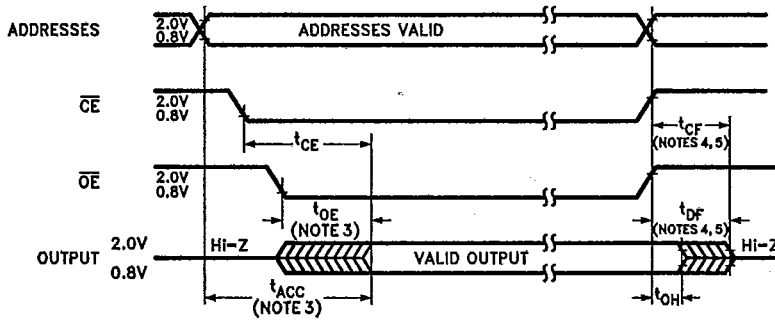 ADDRESSES 2.0V ADDRESSES VALID
0.8V
CE 2.0V
0.8V
tCE
tCF
(NOTES 4, 5)
OE 2.0V
0.8V
tOE
(NOTE 3)
tDF
(NOTES 4, 5)
OUTPUT 2.0V Hi-Z VALID OUTPUT Hi-Z
0.8V
tACC
(NOTE 3)
tOH